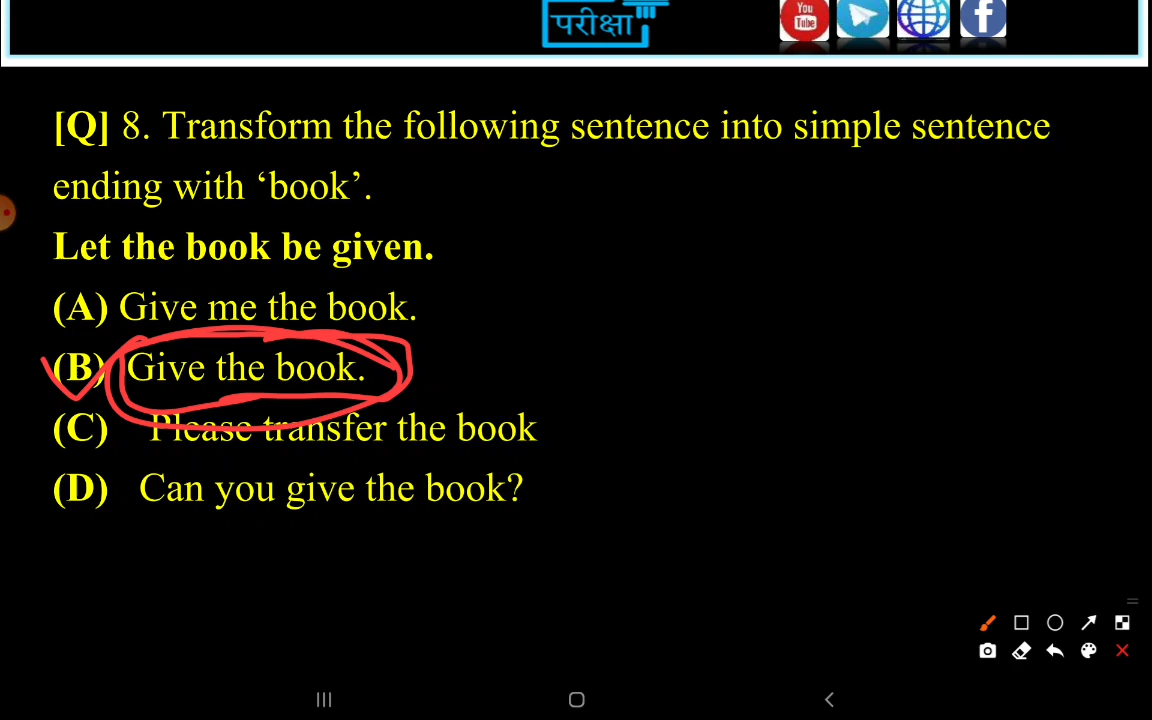 परीक्षा
You
Tube
f
[Q] 8. Transform the following sentence into simple sentence
ending with ‘book’.
Let the book be given.
(A) Give me the book.
(B) Give the book.
(C) Please transfer the book
(D) Can you give the book?